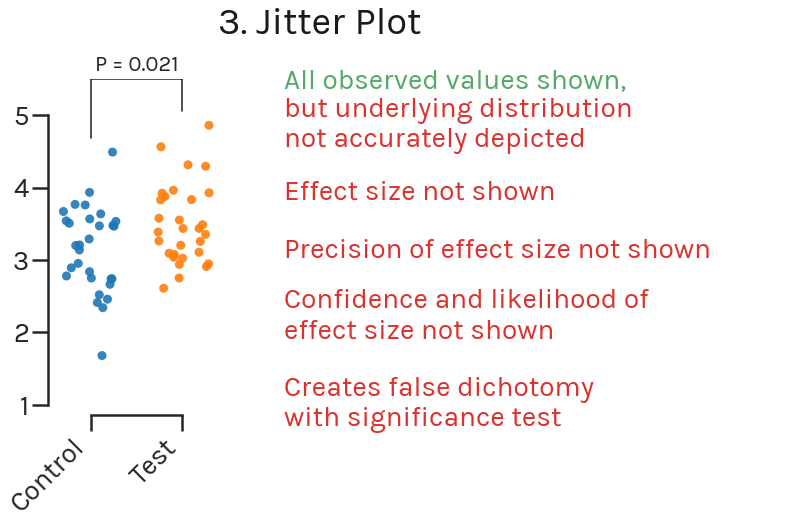 3. Jitter Plot
P = 0.021
All observed values shown,
but underlying distribution
not accurately depicted
Effect size not shown
Precision of effect size not shown
Confidence and likelihood of
effect size not shown
Creates false dichotomy
with significance test
5
4
3
2
1
Control
Test